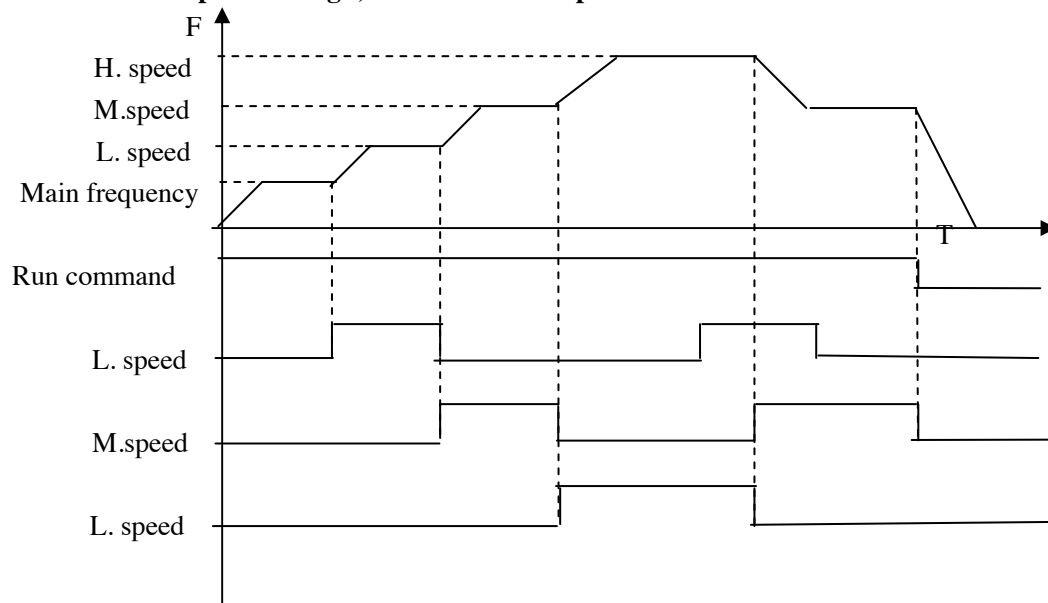 F
H. speed
M.speed
L. speed
Main frequency
T
Run command
L. speed
M.speed
L. speed